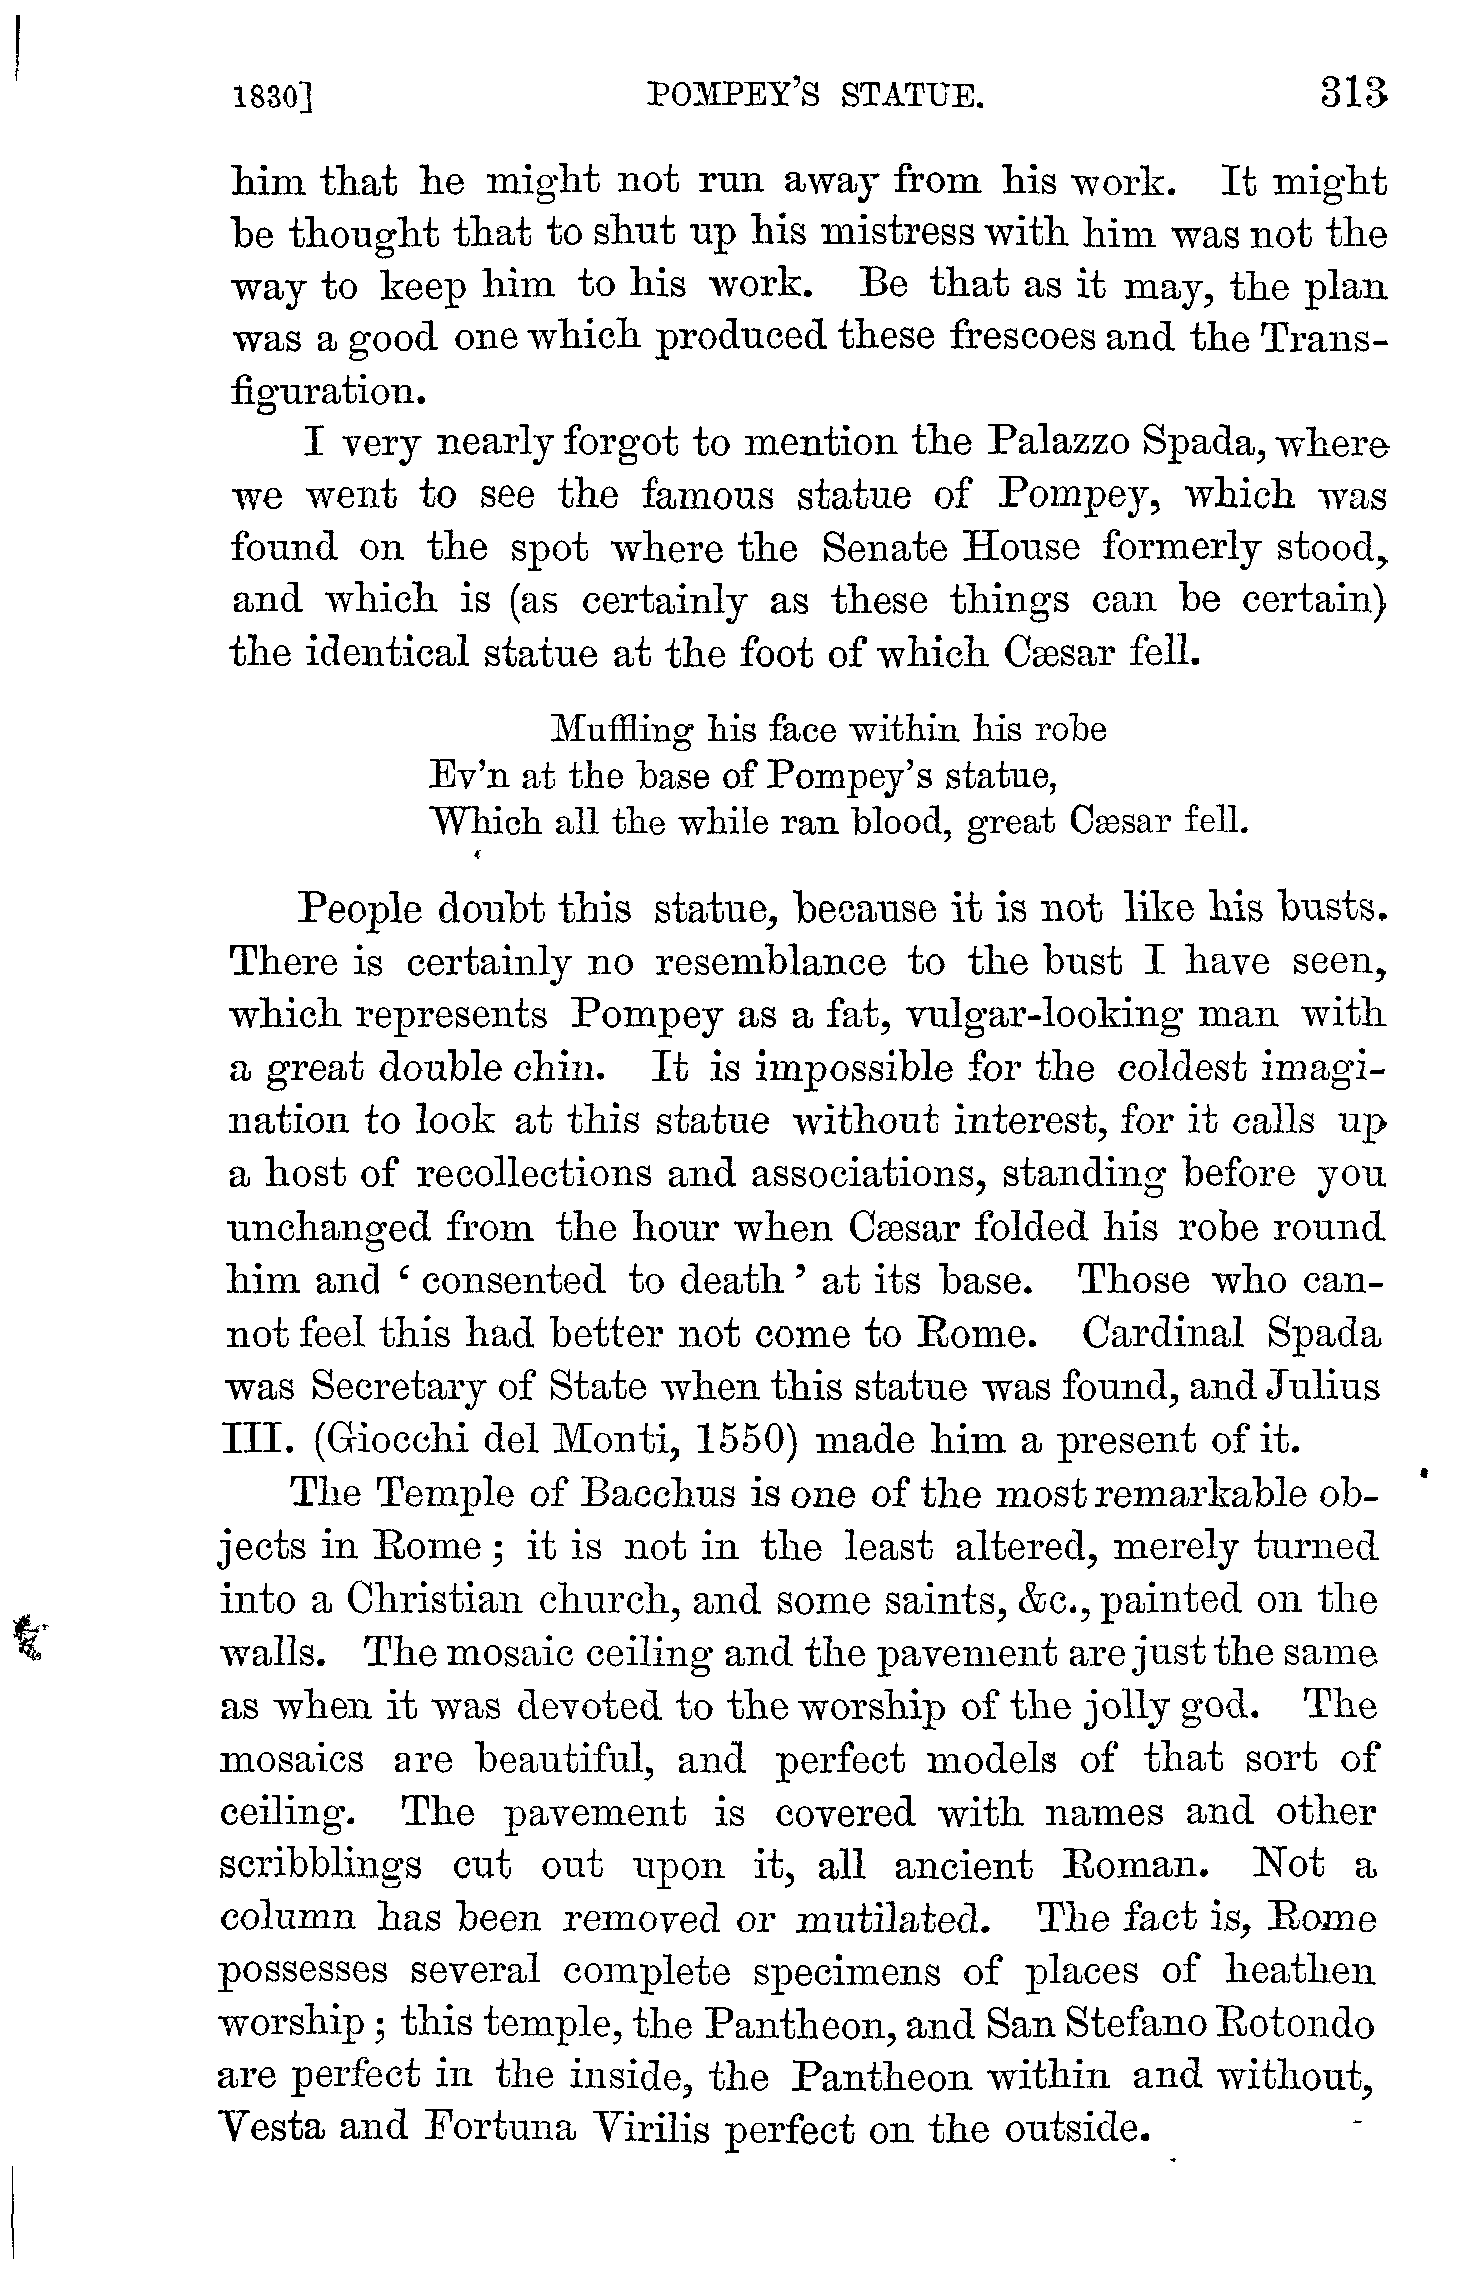 1830] POMPEY'S STATUE. 313
him that he might not run away from his work. It might
be thought that to shut up his mistress with him was not the
way to keep him to his work. Be that as it may, the plan
was a good one which produced these frescoes and the Trans-
figuration.
I very nearly forgot to mention the Palazzo Spada, where
we went to see the famous statue of Pompey, which was
found on the spot where the Senate House formerly stood,
and which is (as certainly as these things can be certain)
the identical statue at the foot of which Cæsar fell.
Muffling his face within his robe
Ev'n at the base of Pompey's statue,
Which all the while ran blood, great Cæsar fell.
People doubt this statue, because it is not like his busts.
There is certainly no resemblance to the bust I have seen,
which represents Pompey as a fat, vulgar-looking man with
a great double chin. It is impossible for the coldest imagi-
nation to look at this statue without interest, for it calls up
a host of recollections and associations, standing before you
unchanged from the hour when Cæsar folded his robe round
him and ‘ consented to death ’ at its base. Those who can-
not feel this had better not come to Rome. Cardinal Spada
was Secretary of State when this statue was found, and Julius
III. (Giocchi del Monti, 1550) made him a present of it.
The Temple of Bacchus is one of the most remarkable ob-
jects in Rome ; it is not in the least altered, merely turned
into a Christian church, and some saints, &c., painted on the
walls. The mosaic ceiling and the pavement are just the same
as when it was devoted to the worship of the jolly god. The
mosaics are beautiful, and perfect models of that sort of
ceiling. The pavement is covered with names and other
scribblings cut out upon it, all ancient Roman. Not a
column has been removed or mutilated. The fact is, Rome
possesses several complete specimens of places of heathen
worship ; this temple, the Pantheon, and San Stefano Rotondo
are perfect in the inside, the Pantheon within and without,
Vesta and Fortuna Virilis perfect on the outside.